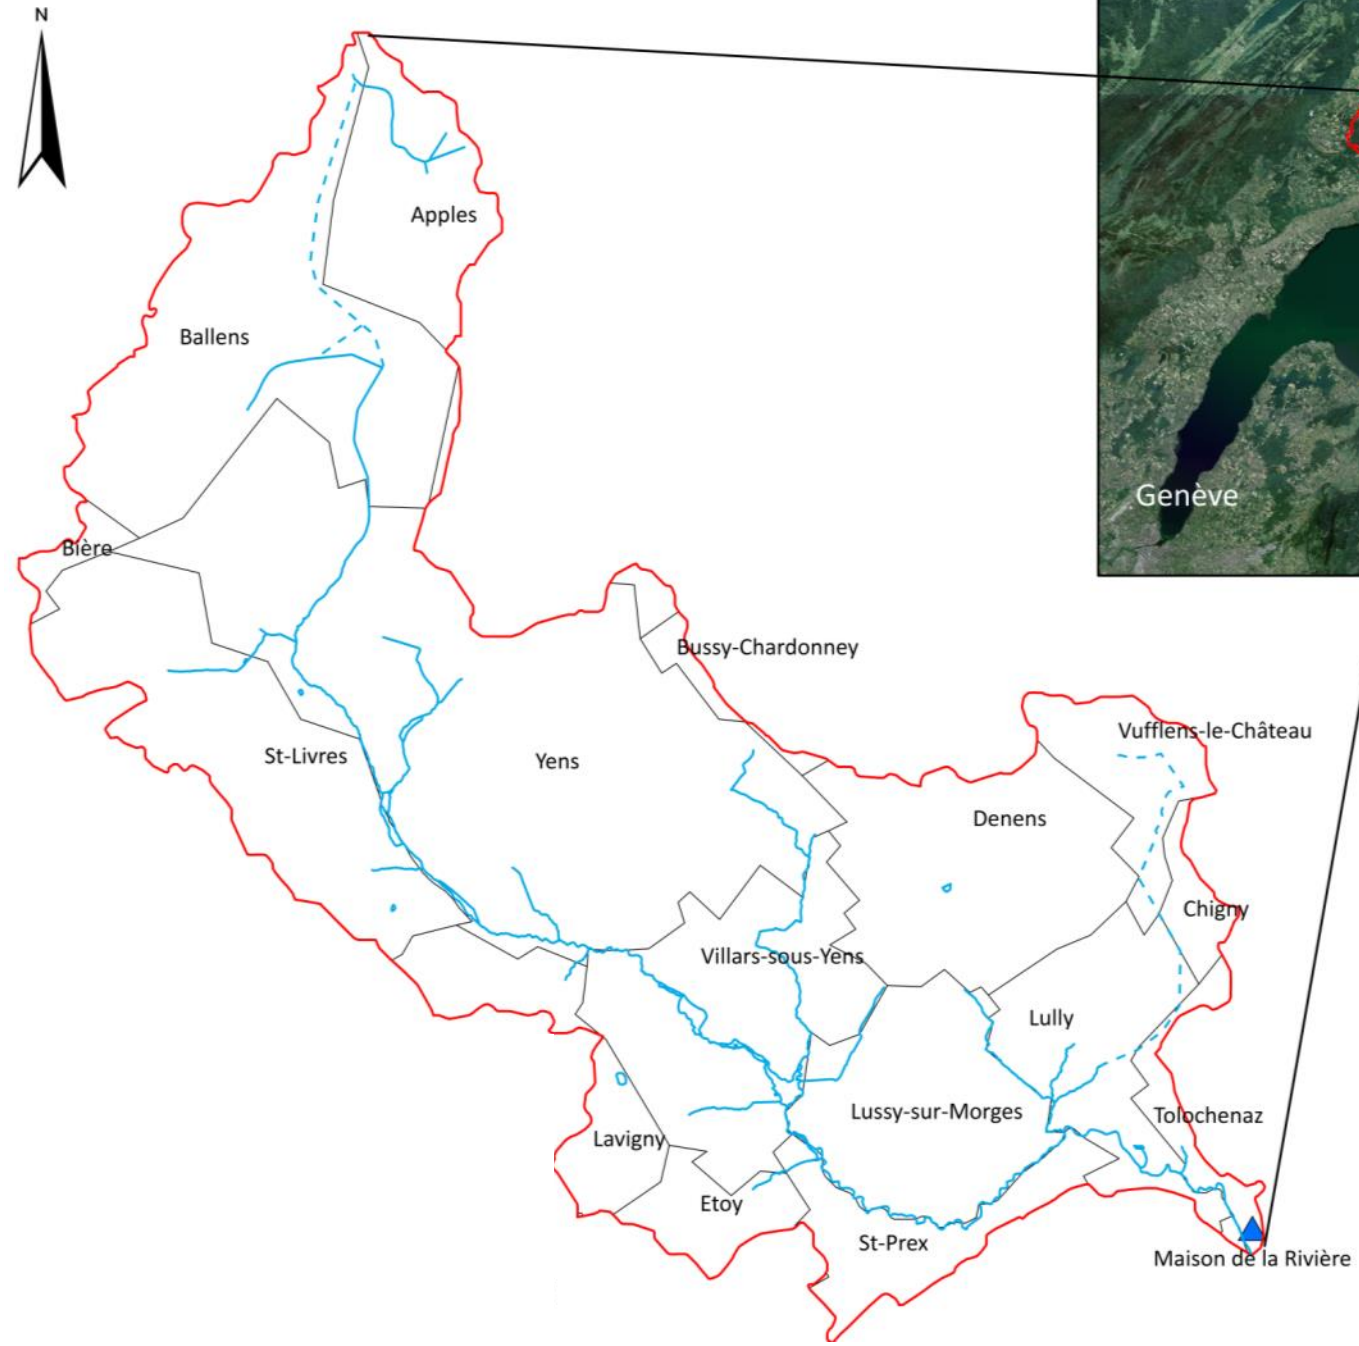 N
Apples
Ballens
Genève
Bière
Bussy-Chardonney
Vufflens-le-Château
St-Livres
Yens
Denens
Chigny
Villars-sous-Yens
Lully
Lussy-sur-Morges
Tolochenaz
Lavigny
Etoy
St-Prex
Maison de la Rivière